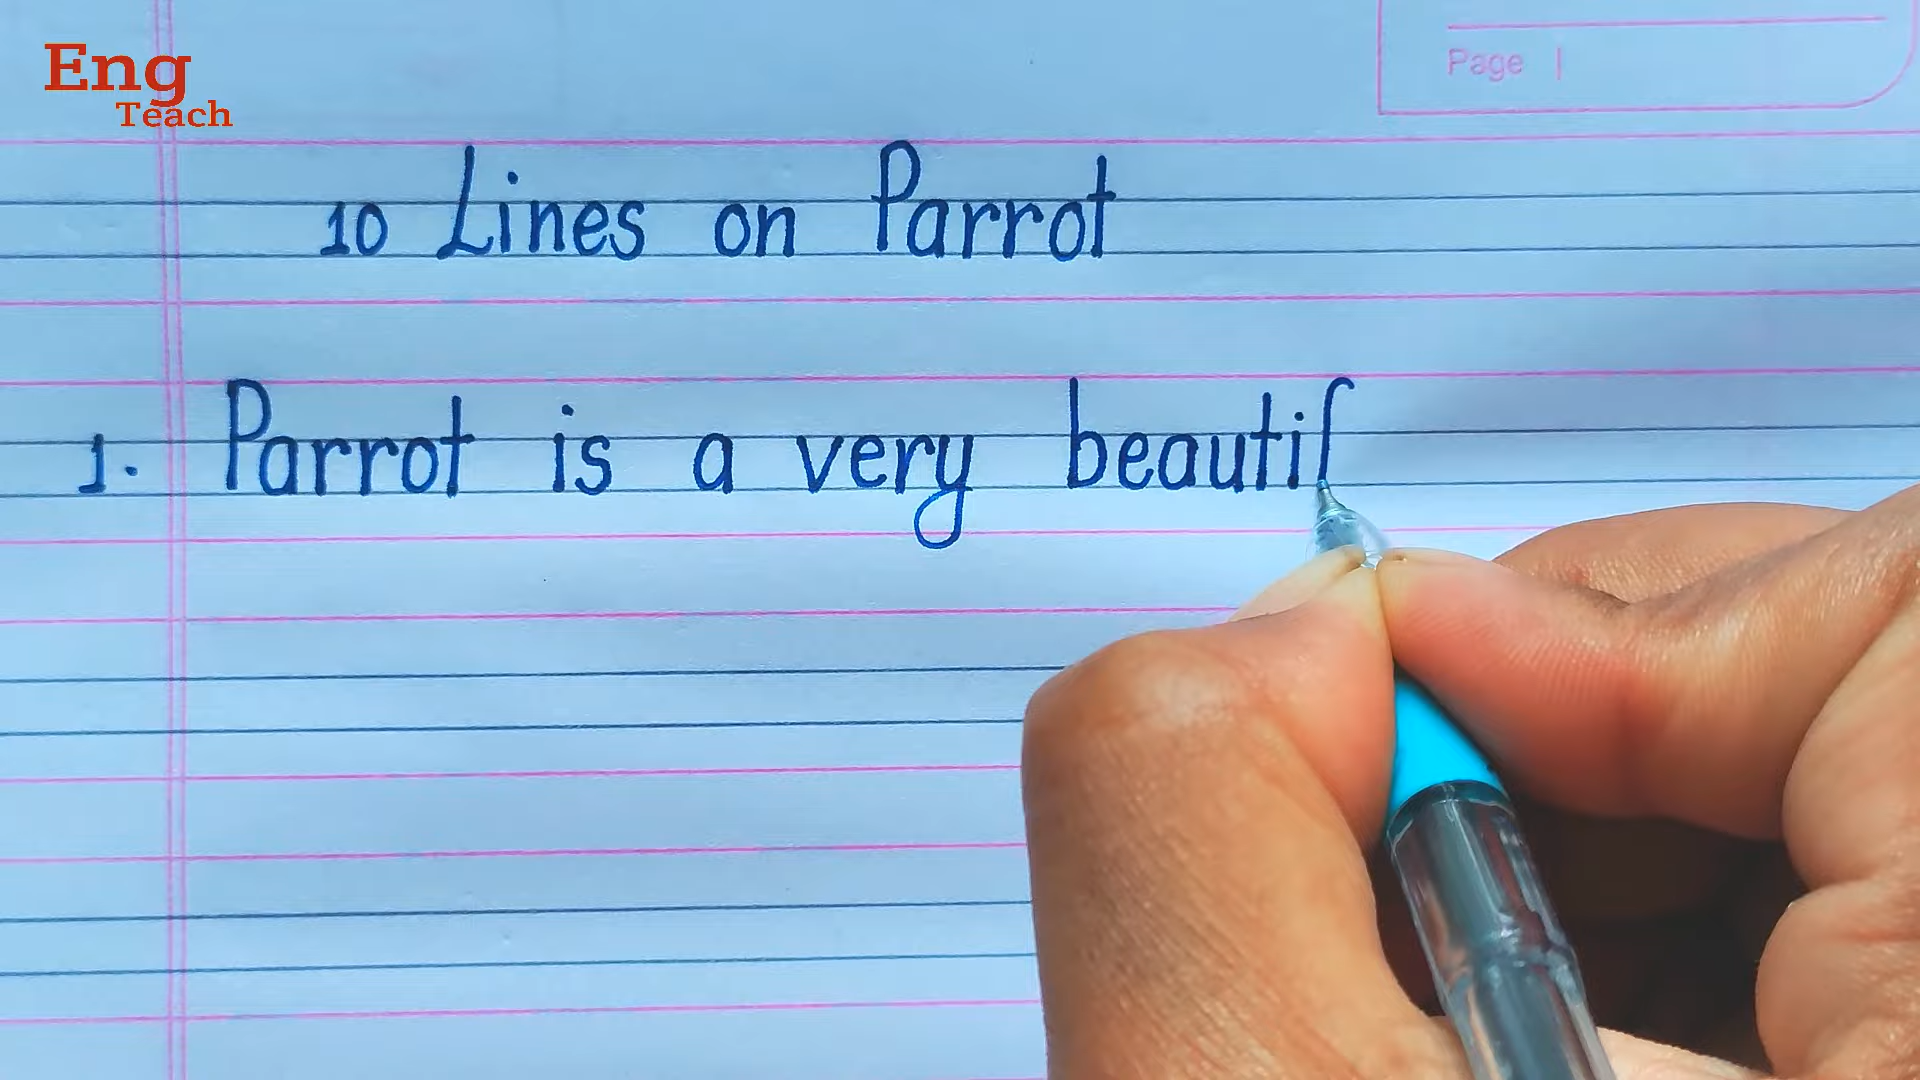 Eng
Teach
Page
10 Lines on Parrot
1. Parrot is a very beautif